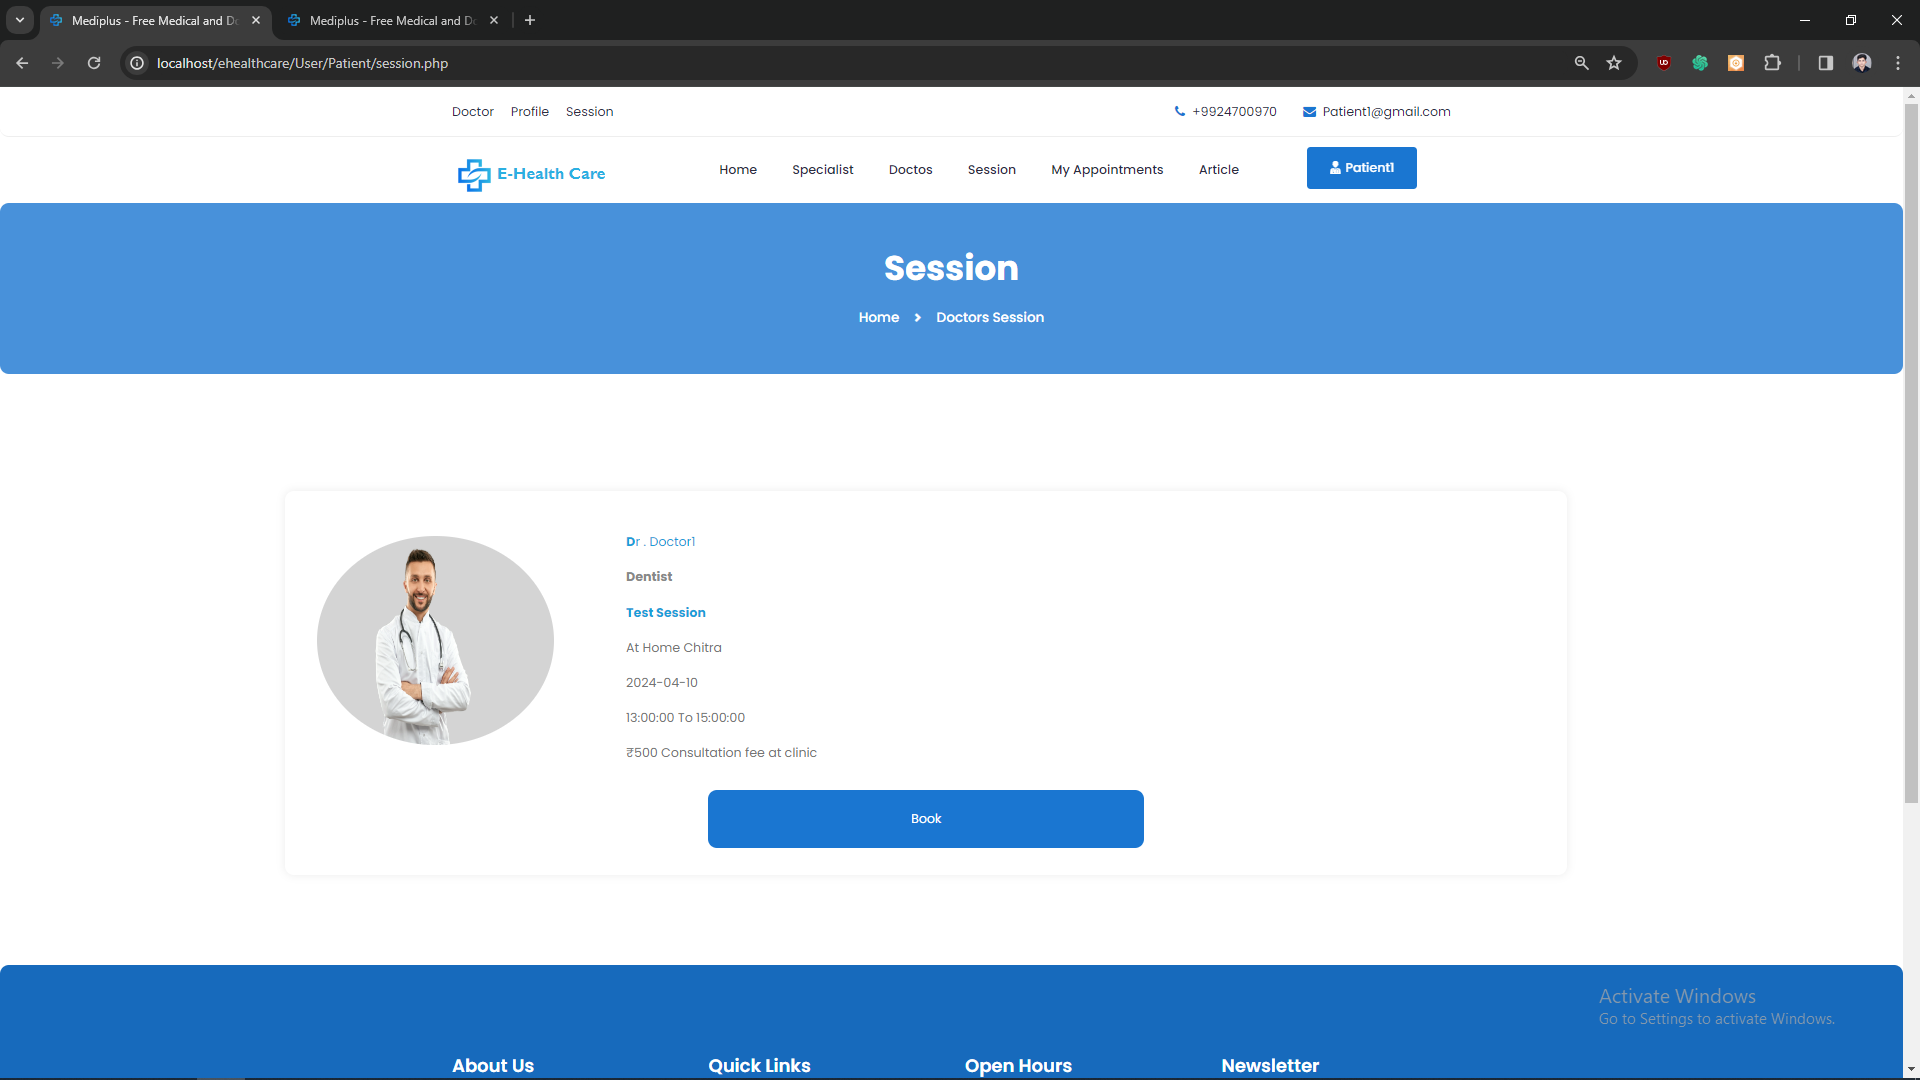 Mediplus - Free Medical and Do
Mediplus - Free Medical and Do
localhost/ehealthcare/User/Patient/session.php
Doctor Profile Session
+9924700970 Patient1@gmail.com
E-Health Care
Home Specialist Doctos Session My Appointments Article
Patient1
Session
Home Doctors Session
Dr . Doctor1
Dentist
Test Session
At Home Chitra
2024-04-10
13:00:00 To 15:00:00
₹500 Consultation fee at clinic
Book
Activate Windows
Go to Settings to activate Windows.
About Us Quick Links Open Hours Newsletter